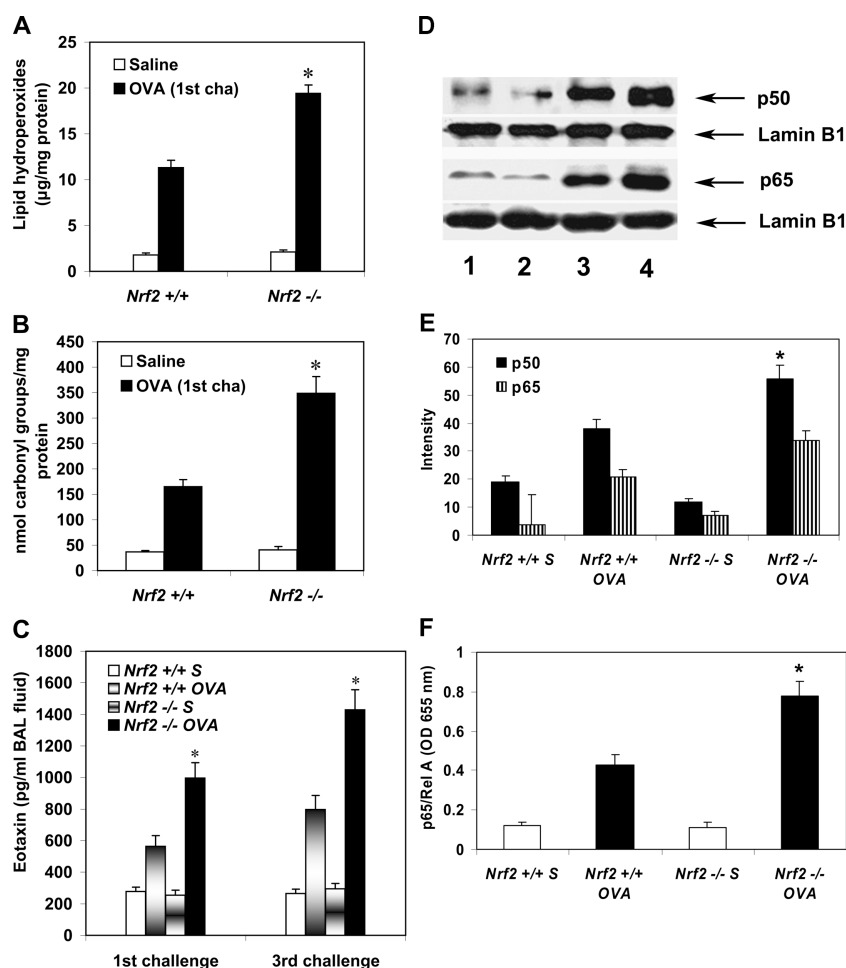 A
Lipid hydroperoxides
(µg/mg protein)
25
20
15
10
5
0
Saline
OVA (1st cha)
*
Nrf2 +/+
Nrf2 -/-
B
nmol carbonyl groups/mg
protein
450
400
350
300
250
200
150
100
50
0
Saline
OVA (1st cha)
*
Nrf2 +/+
Nrf2 -/-
C
Eotaxin (pg/ml BAL fluid)
1800
1600
1400
1200
1000
800
600
400
200
0
Nrf2 +/+ S
Nrf2 +/+ OVA
Nrf2 -/- S
Nrf2 -/- OVA
*
*
1st challenge
3rd challenge
D
p50
Lamin B1
p65
Lamin B1
1 2 3 4
E
Intensity
70
60
50
40
30
20
10
0
p50
p65
*
Nrf2 +/+ S
Nrf2 +/+
OVA
Nrf2 -/- S
Nrf2 -/-
OVA
F
p65/Rel A (OD 655 nm)
1
0.8
0.6
0.4
0.2
0
*
Nrf2 +/+ S
Nrf2 +/+
OVA
Nrf2 -/- S
Nrf2 -/-
OVA